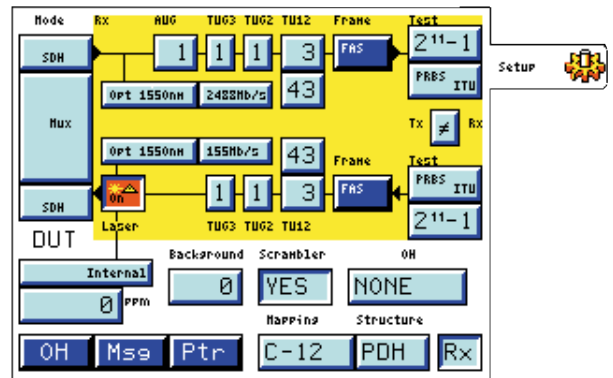 Mode Rx AUG TUG3 TUG2 TU12 Frame Test
SDH 1 1 1 3 FAS 2¹¹-1
Setup
Opt 1550nm 2488Mb/s 43 PRBS ITU
Mux
Tx ≠ Rx
Opt 1550nm 155Mb/s 43 Frame Test
SDH On 1 1 3 FAS PRBS ITU
2¹¹-1
Laser TUG3 TUG2 TU12
DUT
Background Scrambler OH
Internal 0 YES NONE
0 ppm
Mapping Structure
OH Msg Ptr C-12 PDH Rx